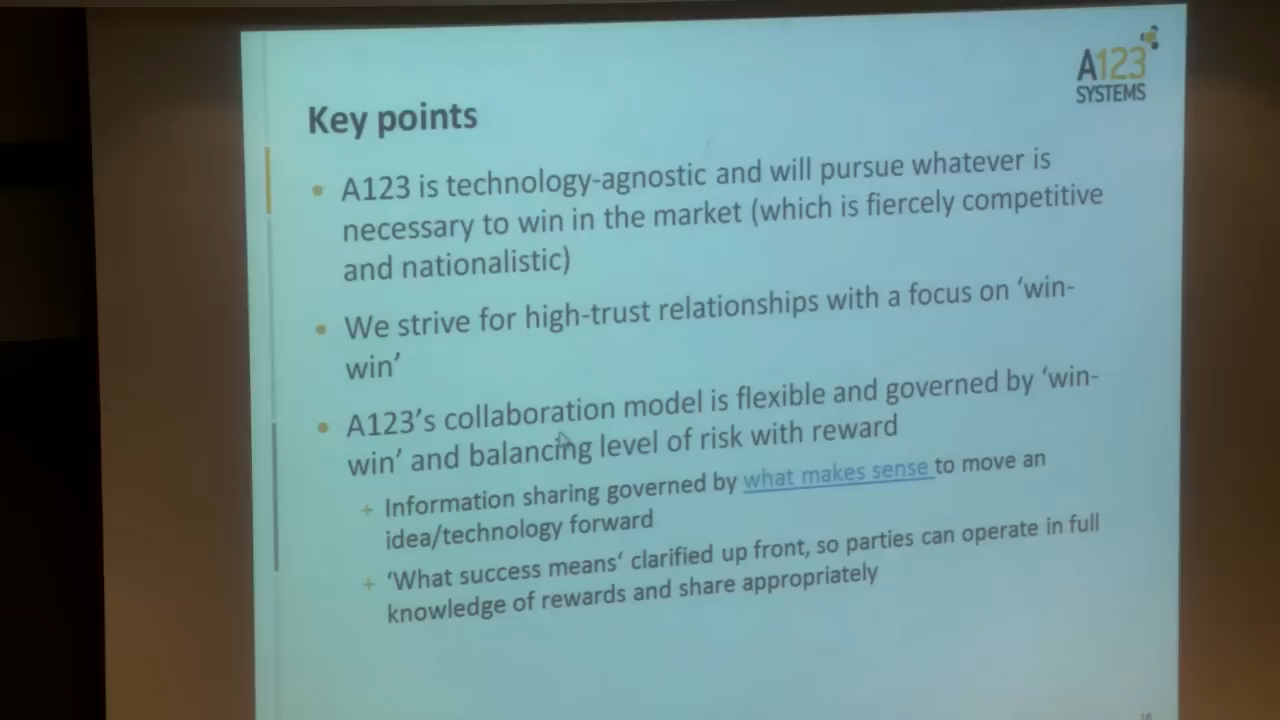 A123
SYSTEMS
Key points
• A123 is technology-agnostic and will pursue whatever is
necessary to win in the market (which is fiercely competitive
and nationalistic)
• We strive for high-trust relationships with a focus on ‘win-
win’
• A123’s collaboration model is flexible and governed by ‘win-
win’ and balancing level of risk with reward
+ Information sharing governed by what makes sense to move an
idea/technology forward
+ ‘What success means‘ clarified up front, so parties can operate in full
knowledge of rewards and share appropriately